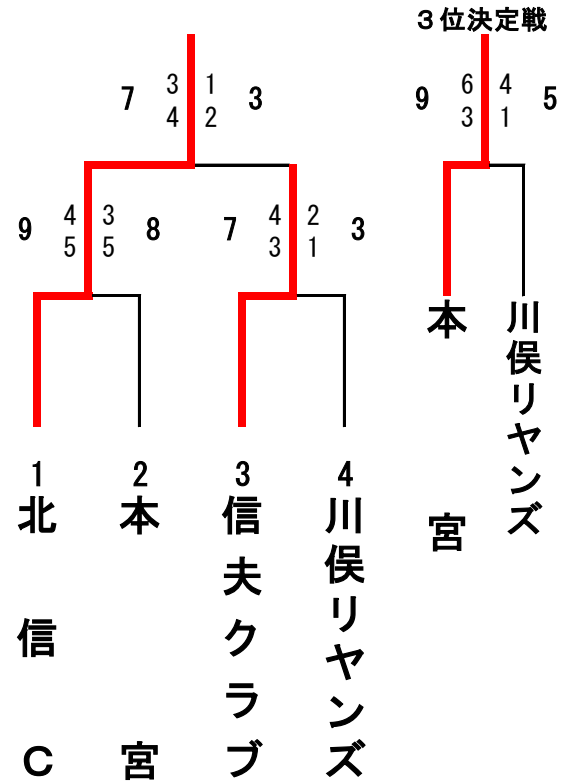 ３位決定戦
7 3 1 3
4 2
9 6 4 5
3 1
9 4 3 8
5 5
7 4 2 3
3 1
本宮
川俣リヤンズ
1 2 3 4
北信Ｃ
本宮
信夫クラブ
川俣リヤンズ